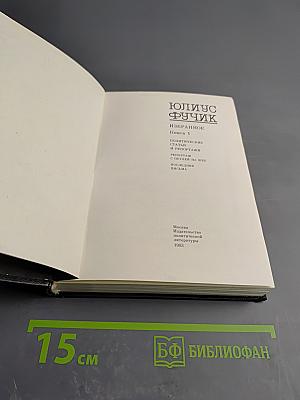 ЮЛИУС
ФУЧИК
ИЗБРАННОЕ
Книга 1
ПОЛИТИЧЕСКИЕ
СТАТЬИ
И РЕПОРТАЖИ
РЕПОРТАЖ
С ПЕТЛЕЙ НА ШЕЕ
ПОСЛЕДНИЕ
ПИСЬМА
Москва
Издательство
политической
литературы
1983
15 см
БФ БИБЛИОФАН